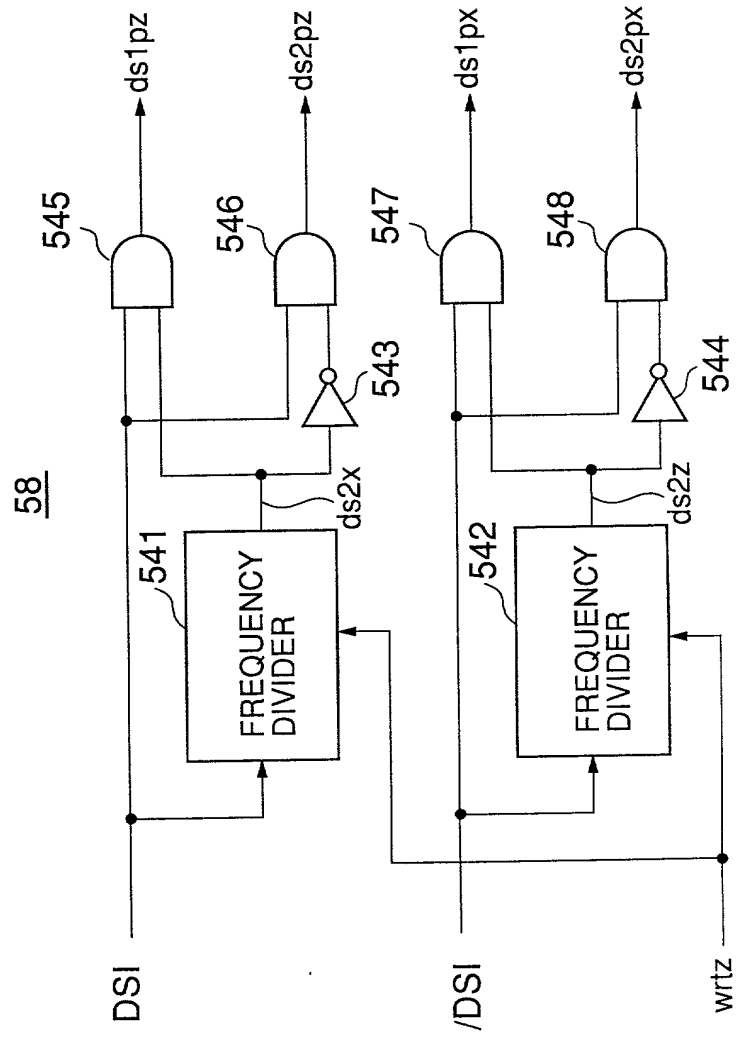 58
DSI
541
FREQUENCY
DIVIDER
ds2x
543
545
ds1pz
546
ds2pz
/DSI
542
FREQUENCY
DIVIDER
ds2z
544
547
ds1px
548
ds2px
wrtz